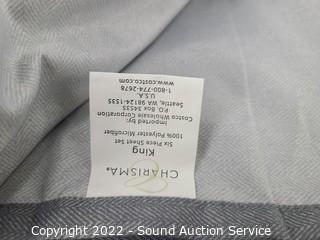 CHARISMA®
King
Six Piece Sheet Set
100% Polyester Microfiber
Imported by:
Costco Wholesale Corporation
P.O. Box 34535
Seattle, WA 98124-1535
U.S.A.
1-800-774-2678
www.costco.com
Copyright 2022 - Sound Auction Service